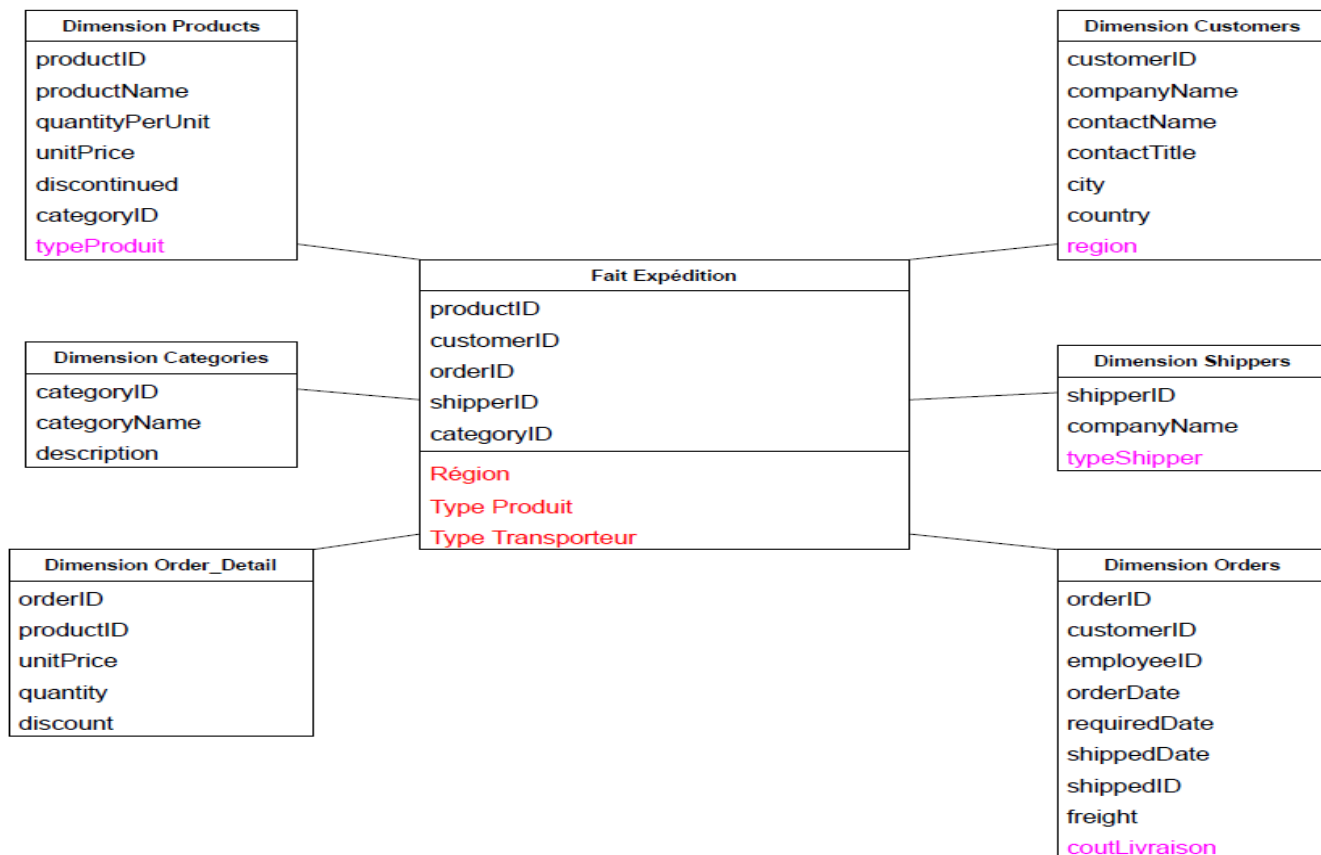 Dimension Products
productID
productName
quantityPerUnit
unitPrice
discontinued
categoryID
typeProduit
Dimension Customers
customerID
companyName
contactName
contactTitle
city
country
region
Fait Expédition
productID
customerID
orderID
shipperID
categoryID
Région
Type Produit
Type Transporteur
Dimension Categories
categoryID
categoryName
description
Dimension Shippers
shipperID
companyName
typeShipper
Dimension Order_Detail
orderID
productID
unitPrice
quantity
discount
Dimension Orders
orderID
customerID
employeeID
orderDate
requiredDate
shippedDate
shippedID
freight
coutLivraison